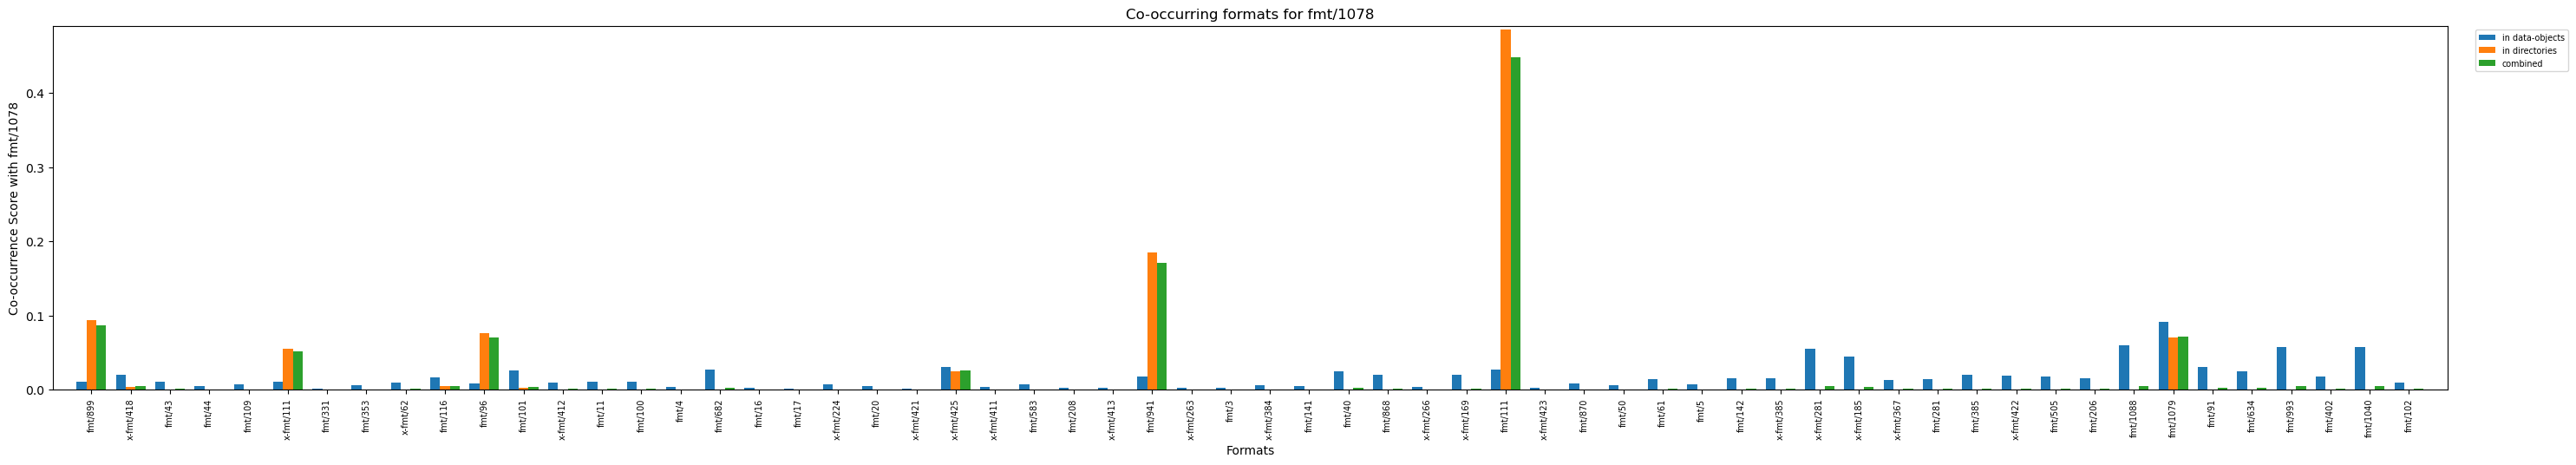 Co-occurring formats for fmt/1078
in data-objects
in directories
combined
Co-occurrence Score with fmt/1078
0.4
0.3
0.2
0.1
0.0
fmt/899
x-fmt/418
fmt/43
fmt/44
fmt/109
x-fmt/111
fmt/331
fmt/353
x-fmt/62
fmt/116
fmt/96
fmt/101
x-fmt/412
fmt/11
fmt/100
fmt/4
fmt/682
fmt/16
fmt/17
x-fmt/224
fmt/20
x-fmt/421
x-fmt/425
x-fmt/411
fmt/583
fmt/208
x-fmt/413
fmt/941
x-fmt/263
fmt/3
x-fmt/384
fmt/141
fmt/40
fmt/868
x-fmt/266
x-fmt/169
fmt/111
x-fmt/423
fmt/870
fmt/50
fmt/61
fmt/5
fmt/142
x-fmt/385
x-fmt/281
x-fmt/185
x-fmt/367
fmt/281
fmt/385
x-fmt/422
fmt/505
fmt/206
fmt/1088
fmt/1079
fmt/91
fmt/634
fmt/993
fmt/402
fmt/1040
fmt/102
Formats